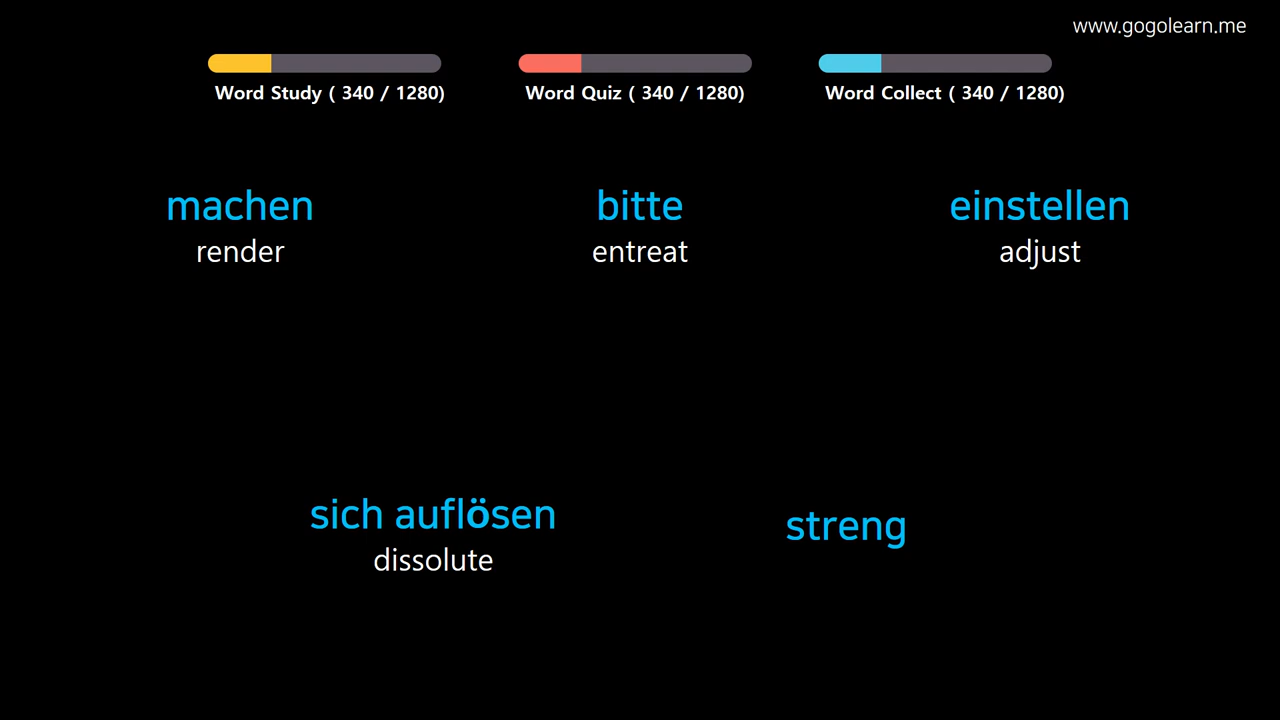 www.gogolearn.me
Word Study ( 340 / 1280)
Word Quiz ( 340 / 1280)
Word Collect ( 340 / 1280)
machen
render
bitte
entreat
einstellen
adjust
sich auflösen
dissolute
streng